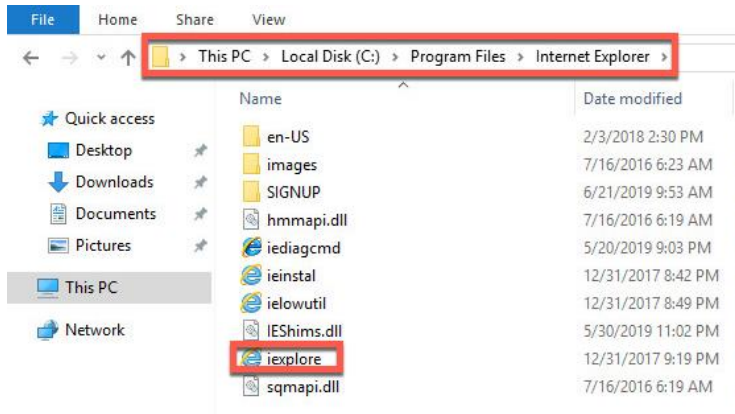 File Home Share View
This PC > Local Disk (C:) > Program Files > Internet Explorer >
Name Date modified
Quick access
Desktop
Downloads
Documents
Pictures
This PC
Network
en-US 2/3/2018 2:30 PM
images 7/16/2016 6:23 AM
SIGNUP 6/21/2019 9:53 AM
hmmapi.dll 7/16/2016 6:19 AM
iediagcmd 5/20/2019 9:03 PM
ieinstal 12/31/2017 8:42 PM
ielowutil 12/31/2017 8:49 PM
IEShims.dll 5/30/2019 11:02 PM
iexplore 12/31/2017 9:19 PM
sqmapi.dll 7/16/2016 6:19 AM